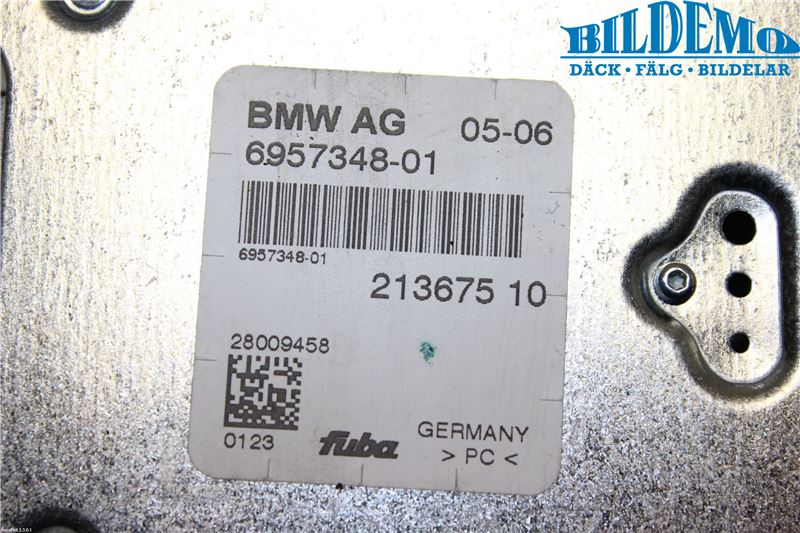 BILDEMO
DÄCK • FÄLG • BILDELAR
BMW AG 05-06
6957348-01
6957348-01
213675 10
28009458
0123 fuba GERMANY
> PC <